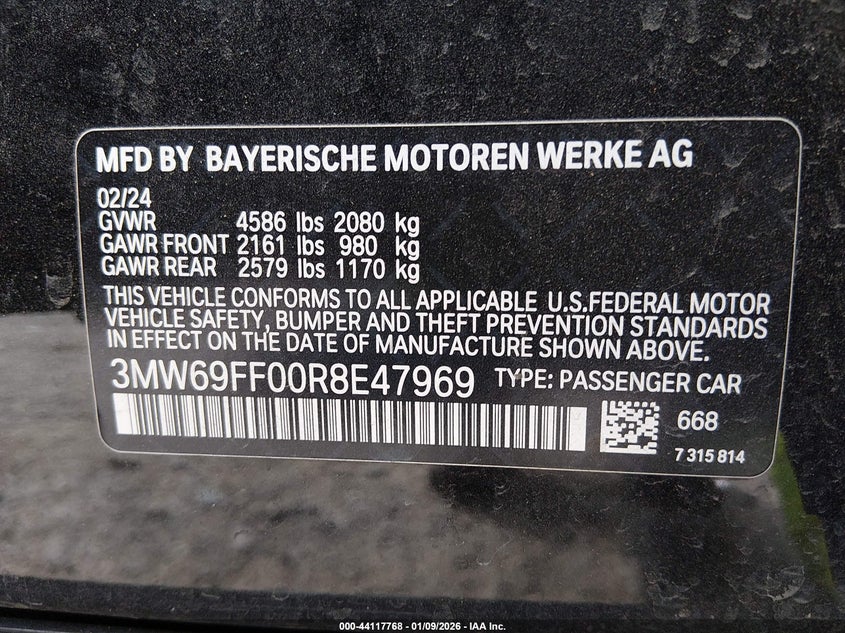 MFD BY BAYERISCHE MOTOREN WERKE AG
02/24
GVWR 4586 lbs 2080 kg
GAWR FRONT 2161 lbs 980 kg
GAWR REAR 2579 lbs 1170 kg
THIS VEHICLE CONFORMS TO ALL APPLICABLE U.S.FEDERAL MOTOR
VEHICLE SAFETY, BUMPER AND THEFT PREVENTION STANDARDS
IN EFFECT ON THE DATE OF MANUFACTURE SHOWN ABOVE.
3MW69FF00R8E47969 TYPE: PASSENGER CAR
668
7 315 814
000-44117768 - 01/09/2026 - IAA Inc.